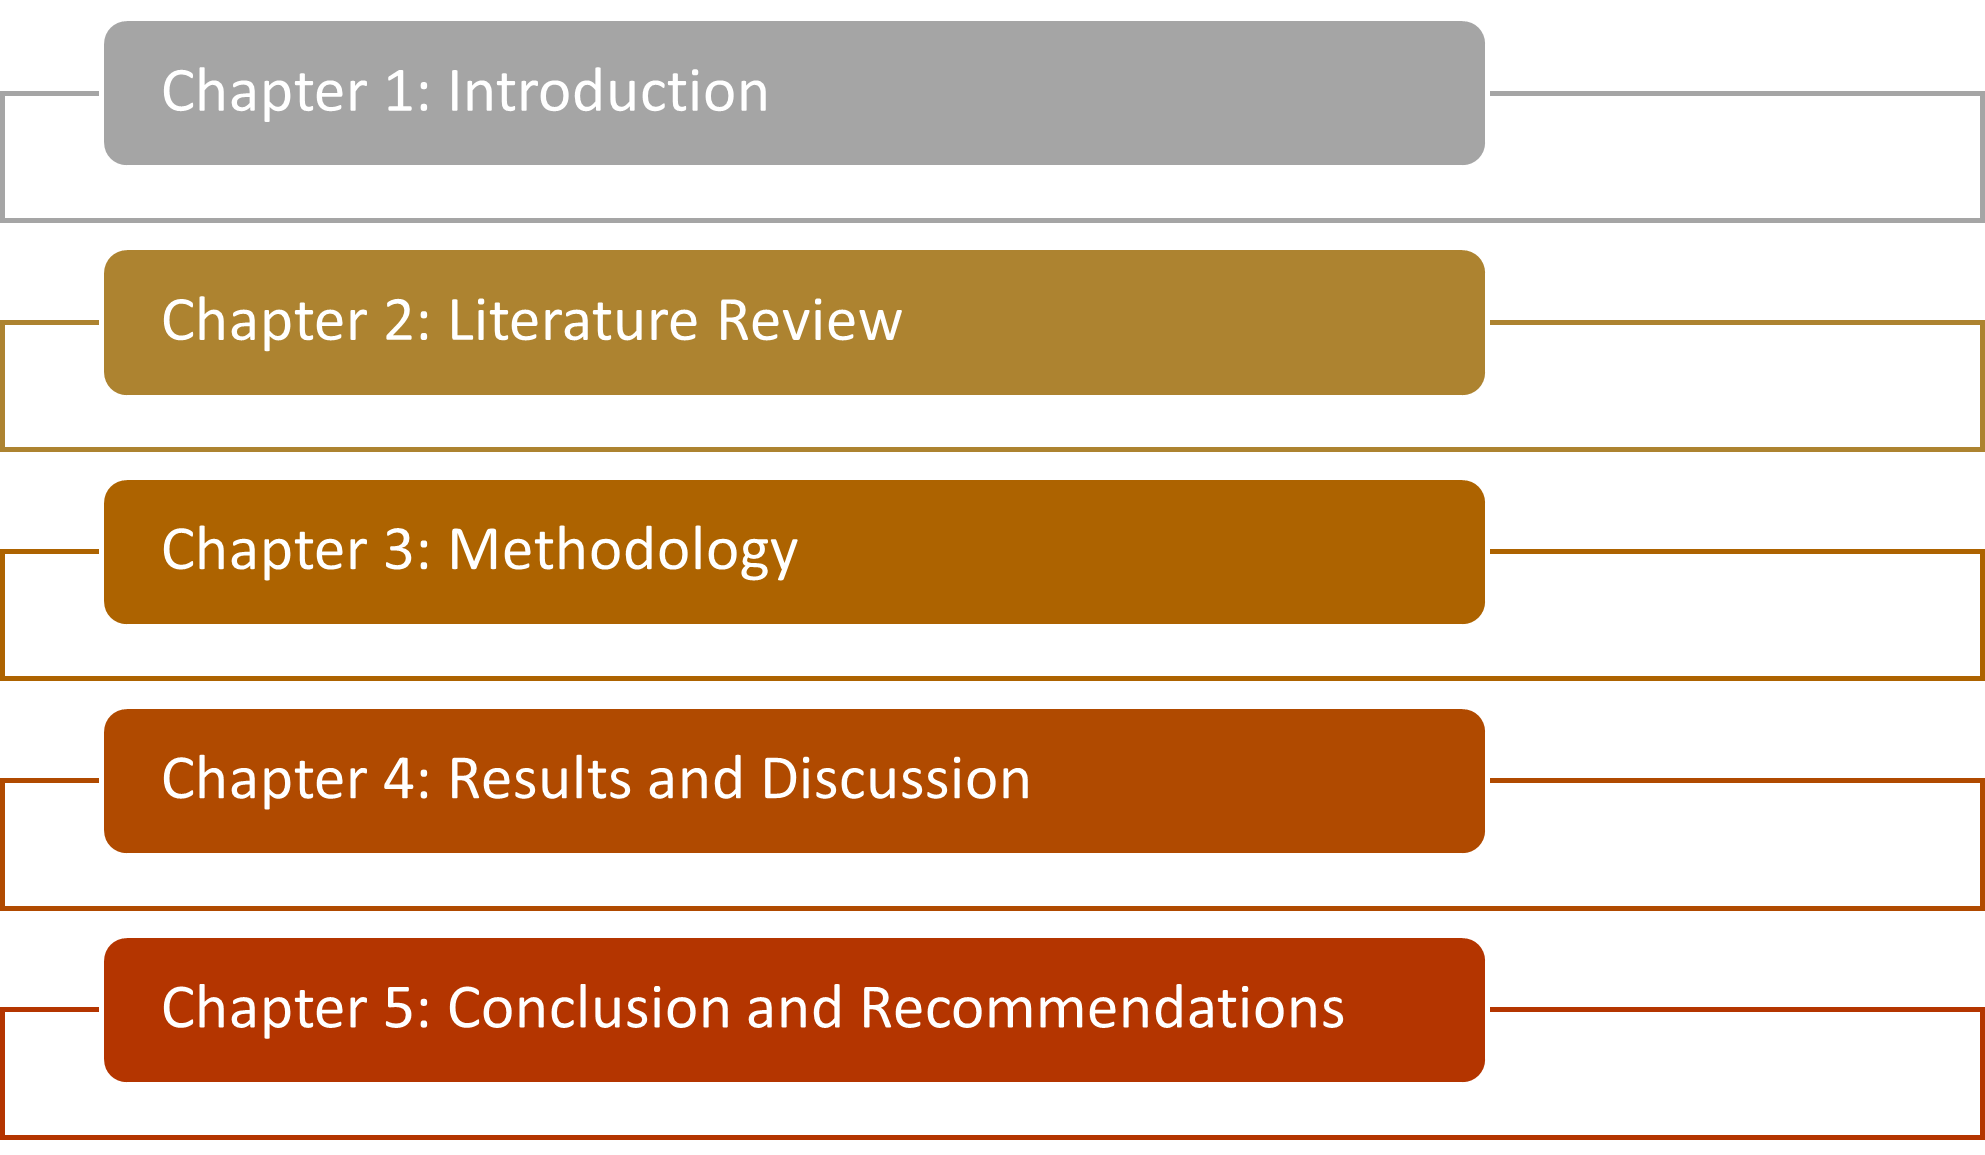 Chapter 1: Introduction
Chapter 2: Literature Review
Chapter 3: Methodology
Chapter 4: Results and Discussion
Chapter 5: Conclusion and Recommendations